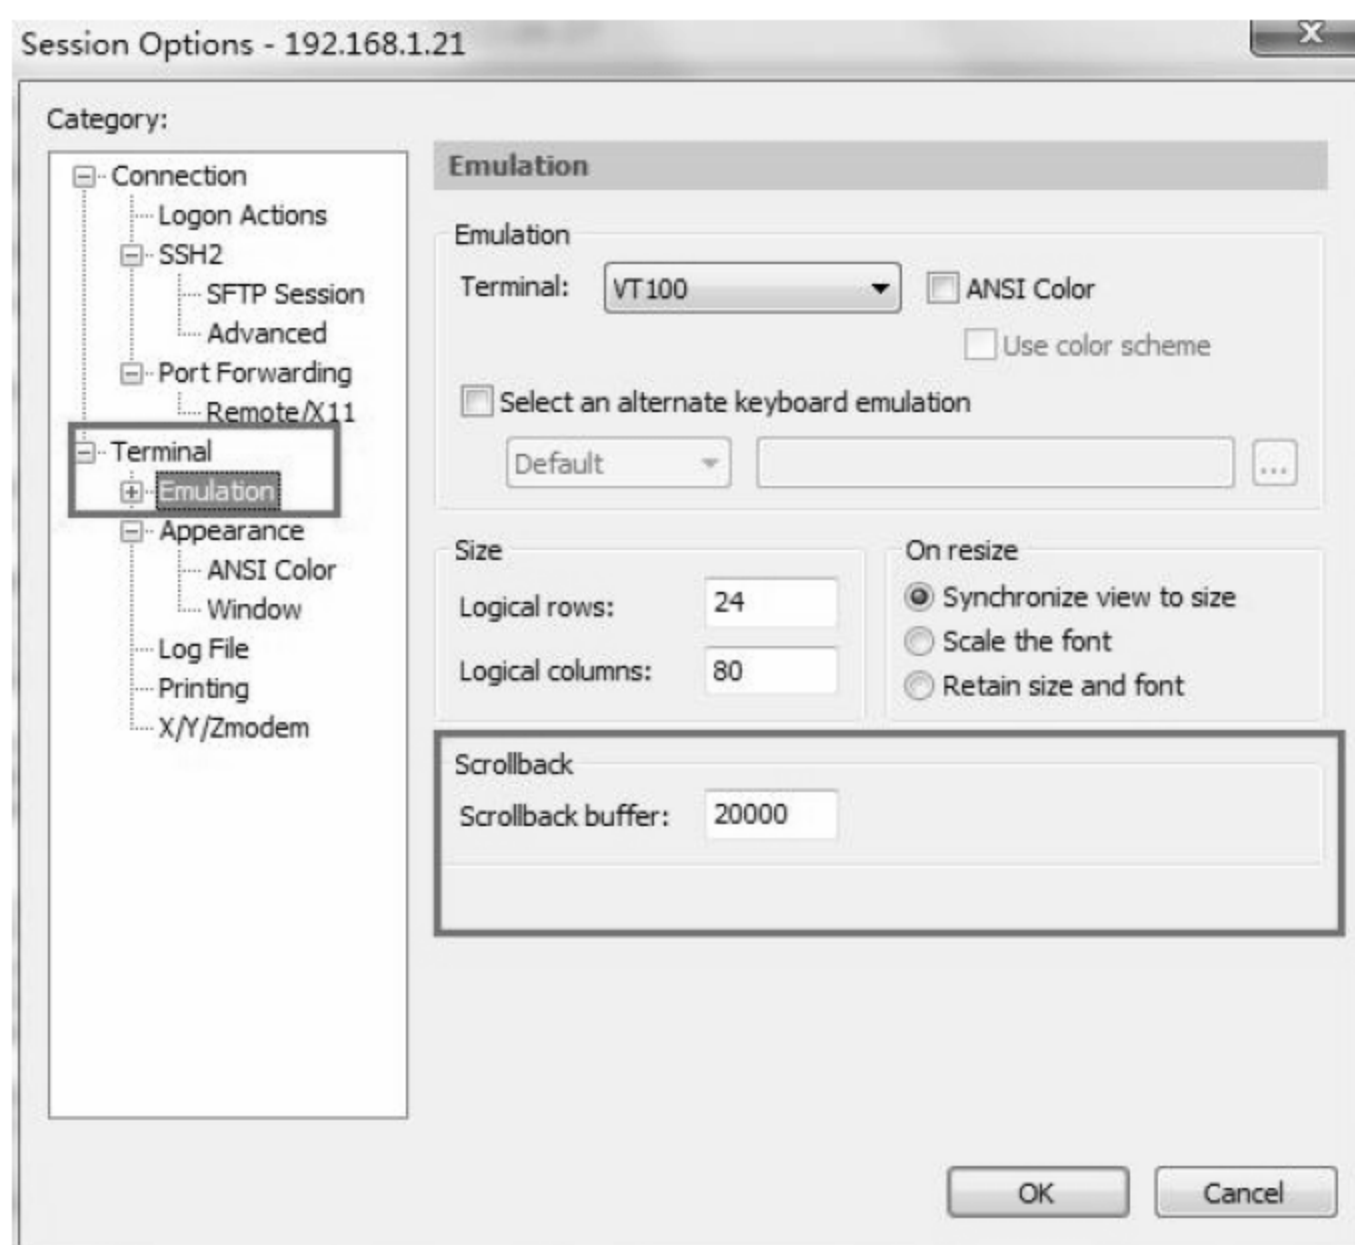 Session Options - 192.168.1.21
X
Category:
Connection
Logon Actions
SSH2
SFTP Session
Advanced
Port Forwarding
Remote/X11
Terminal
Emulation
Appearance
ANSI Color
Window
Log File
Printing
X/Y/Zmodem
Emulation
Emulation
Terminal: VT100 ANSI Color
Use color scheme
Select an alternate keyboard emulation
Default ...
Size
Logical rows: 24
Logical columns: 80
On resize
Synchronize view to size
Scale the font
Retain size and font
Scrollback
Scrollback buffer: 20000
OK Cancel